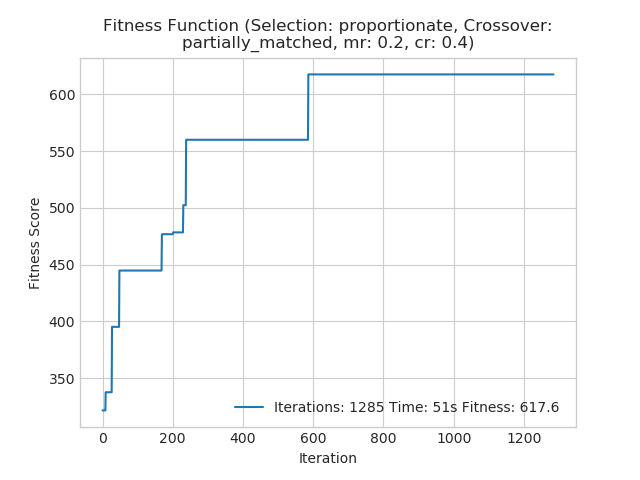 Fitness Function (Selection: proportionate, Crossover:
partially_matched, mr: 0.2, cr: 0.4)
Fitness Score
600
550
500
450
400
350
Iterations: 1285 Time: 51s Fitness: 617.6
0 200 400 600 800 1000 1200
Iteration